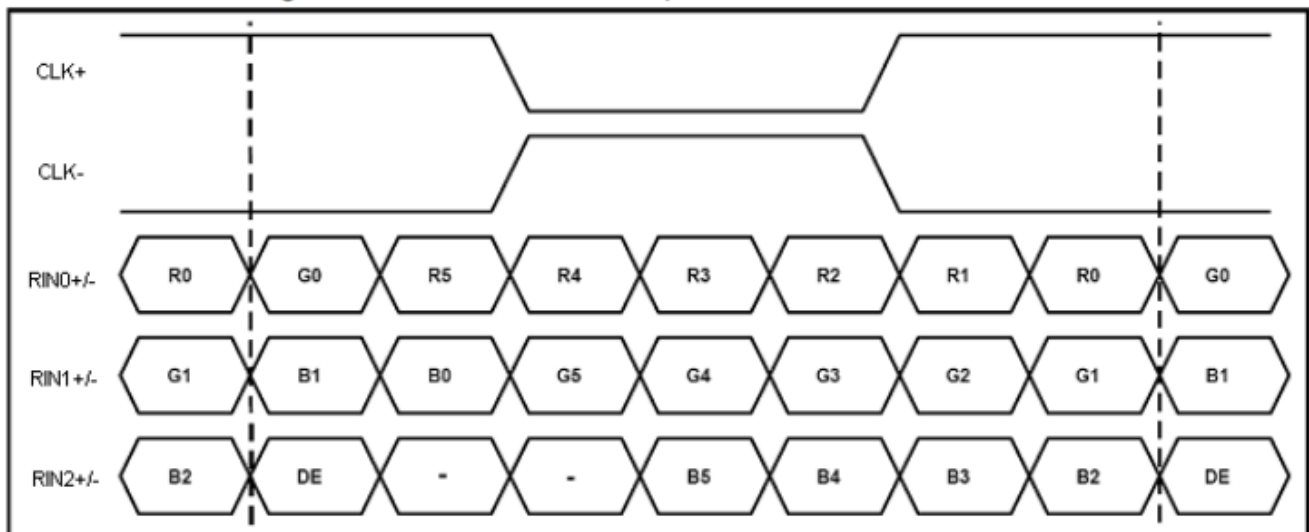 CLK+
CLK-
RIN0+/- R0 G0 R5 R4 R3 R2 R1 R0 G0
RIN1+/- G1 B1 B0 G5 G4 G3 G2 G1 B1
RIN2+/- B2 DE - - B5 B4 B3 B2 DE